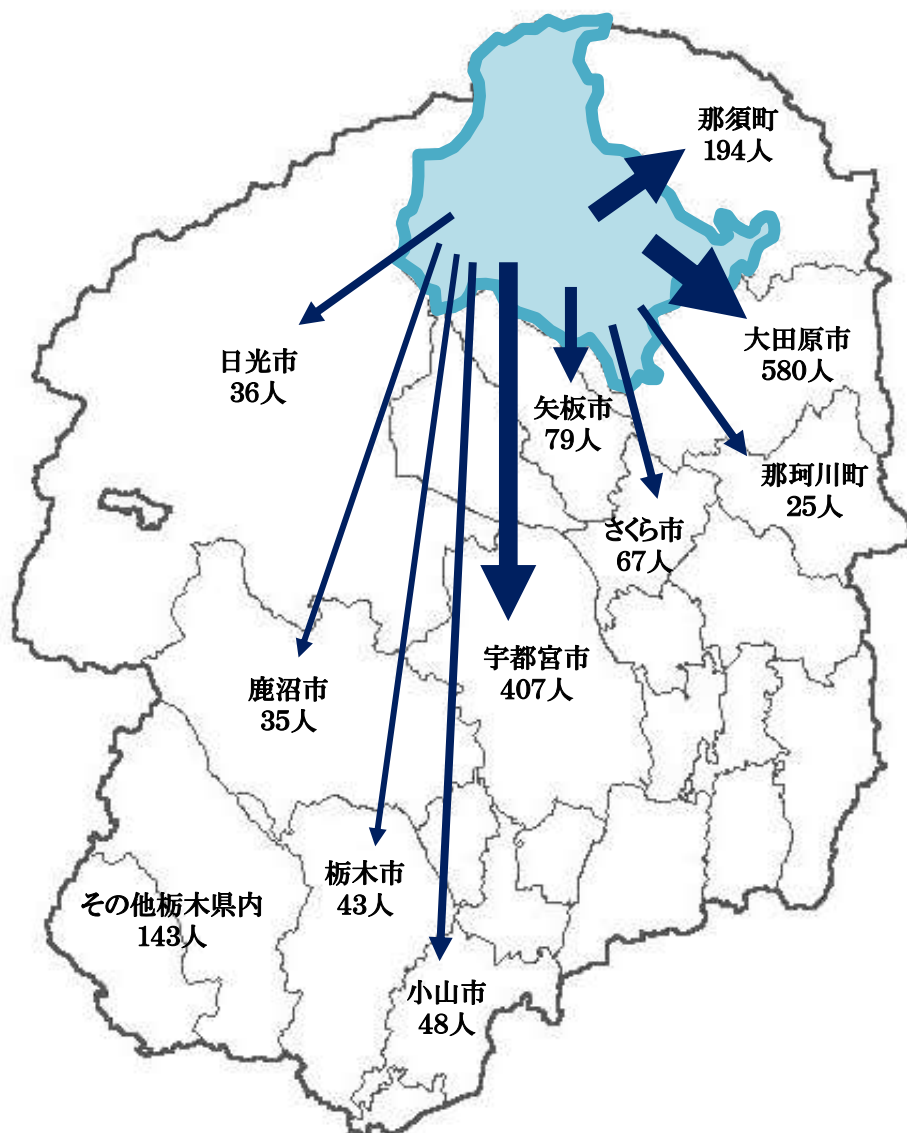 那須町
194人
大田原市
580人
日光市
36人
矢板市
79人
那珂川町
25人
さくら市
67人
宇都宮市
407人
鹿沼市
35人
栃木市
43人
その他栃木県内
143人
小山市
48人